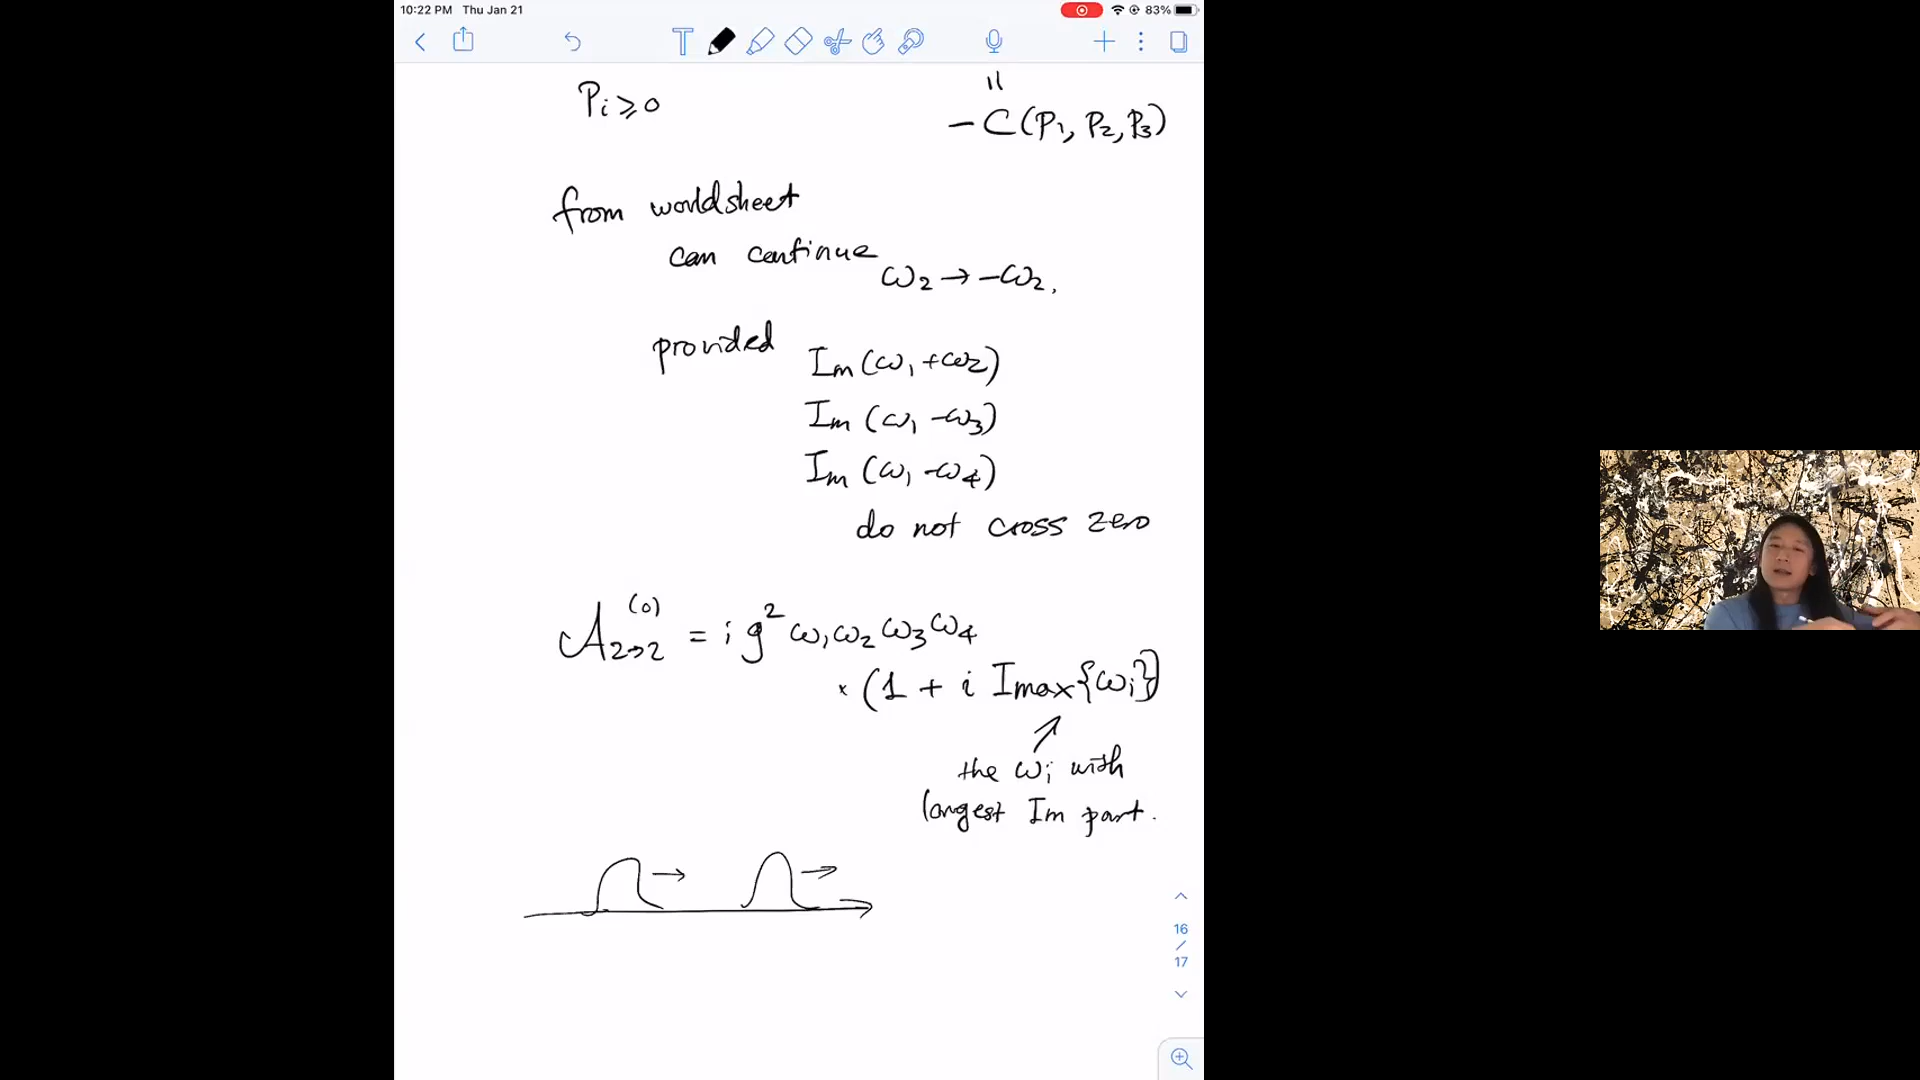 10:22 PM Thu Jan 21
83%
T
P_i ≥ 0
=
−C(P_1, P_2, P_3)
from worldsheet
can continue
ω_2 → −ω_2,
provided
Im(ω_1 + ω_2)
Im(ω_1 − ω_3)
Im(ω_1 − ω_4)
do not cross zero
A_{2→2}^{(0)} = i g^2 ω_1 ω_2 ω_3 ω_4
× (1 + i Imax{ω_i})
the ω_i with
largest Im part.
16
/
17